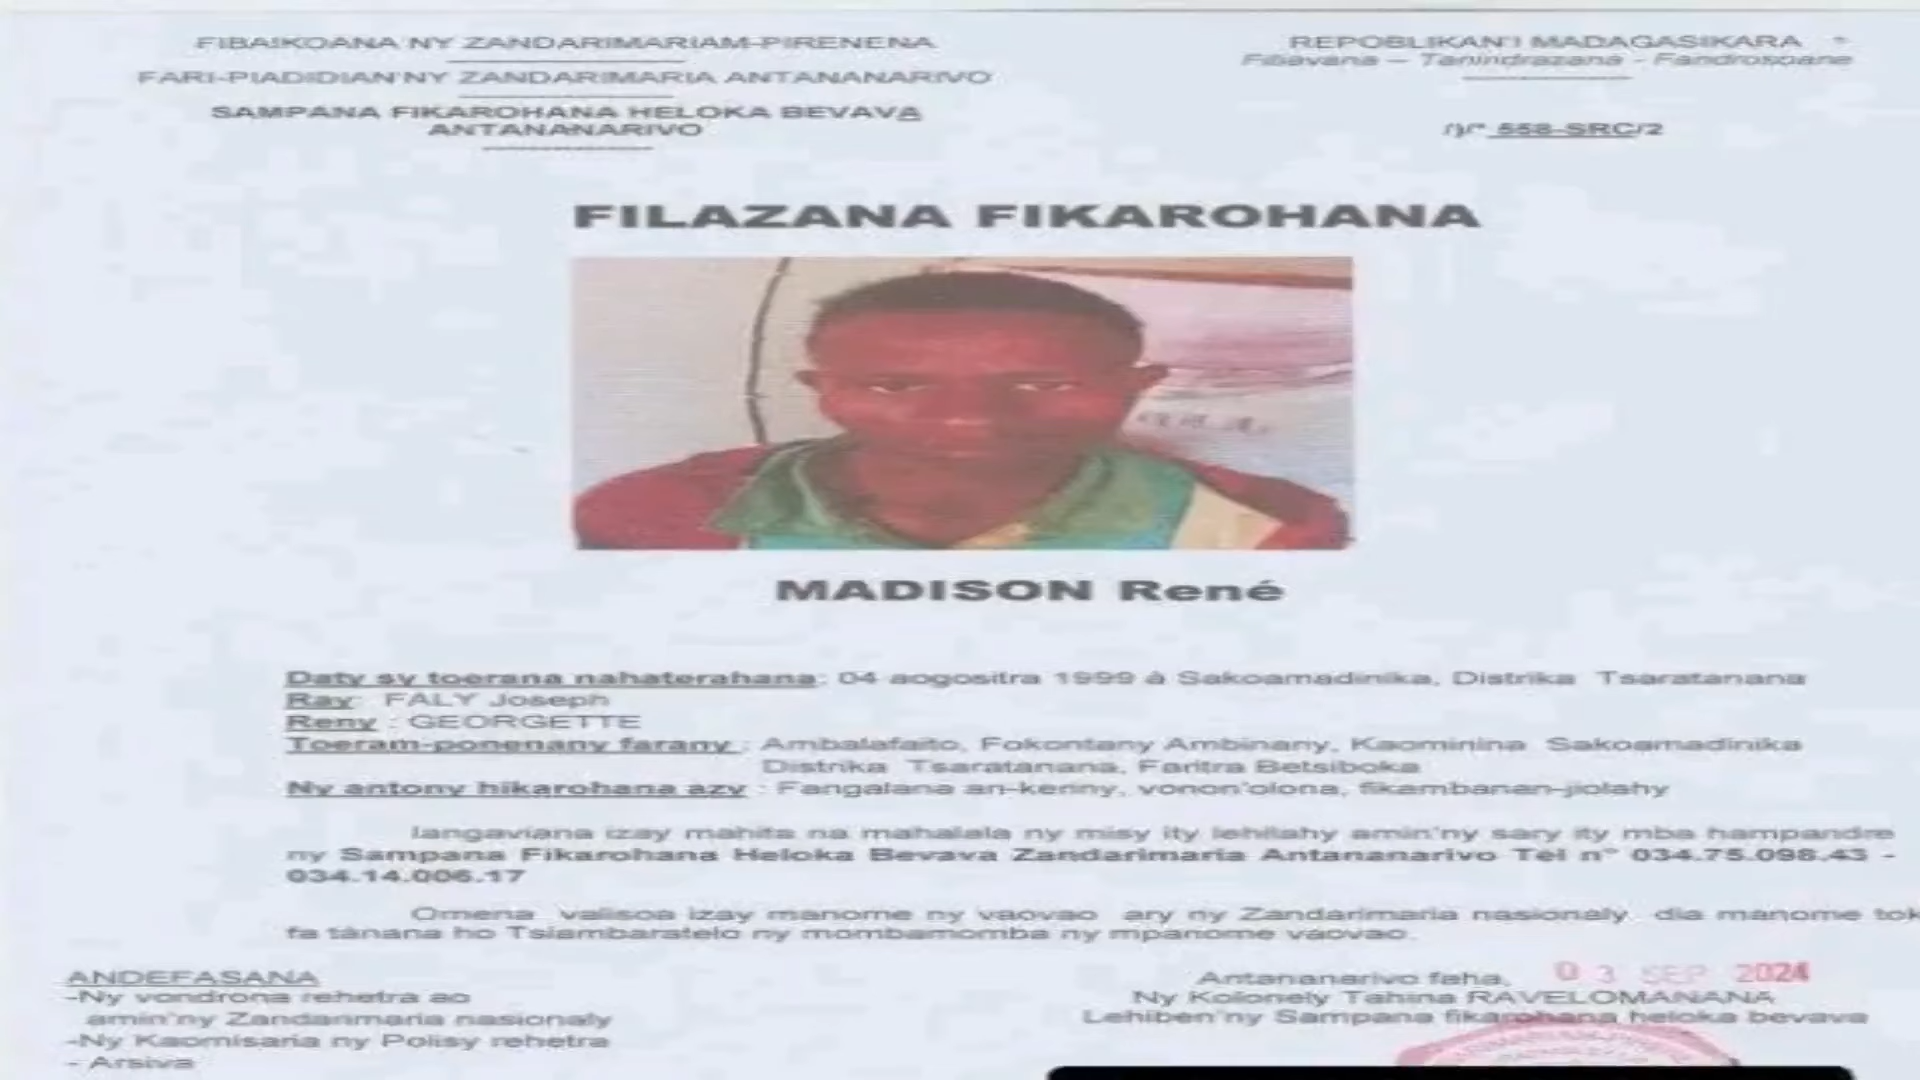 FIBAIKOANA'NY ZANDARIMARIAM-PIRENENA
FARI-PIADIDIAN'NY ZANDARIMARIA ANTANANARIVO
SAMPANA FIKAROHANA HELOKA BEVAVA
ANTANANARIVO
REPOBLIKAN'I MADAGASIKARA
Fitiavana – Tanindrazana - Fandrosoana
N° 558-SRC/2
FILAZANA FIKAROHANA
MADISON René
Daty sy toerana nahaterahana: 04 aogositra 1999 à Sakoamadinika, Distrika Tsaratanana
Ray: FALY Joseph
Reny : GEORGETTE
Toeram-ponenany farany : Ambalafaito, Fokontany Ambinany, Kaominina Sakoamadinika
Distrika Tsaratanana, Faritra Betsiboka
Ny antony hikarohana azy : Fangalana an-keriny, vonon'olona, fikambanan-jiolahy
Iangaviana izay mahita na mahalala ny misy ity lehilahy amin'ny sary ity mba hampandre
ny Sampana Fikarohana Heloka Bevava Zandarimaria Antananarivo Tel n° 034.75.098.43 -
034.14.006.17
Omena valisoa izay manome ny vaovao ary ny Zandarimaria nasionaly dia manome tok
fa tànana ho Tsiambaratelo ny mombamomba ny mpanome vaovao.
ANDEFASANA
-Ny vondrona rehetra ao
amin'ny Zandarimaria nasionaly
-Ny Kaomisaria ny Polisy rehetra
- Arsiva
Antananarivo faha, 03 SEP 2024
Ny Kolonely Tahina RAVELOMANANA
Lehiben'ny Sampana fikarohana heloka bevava